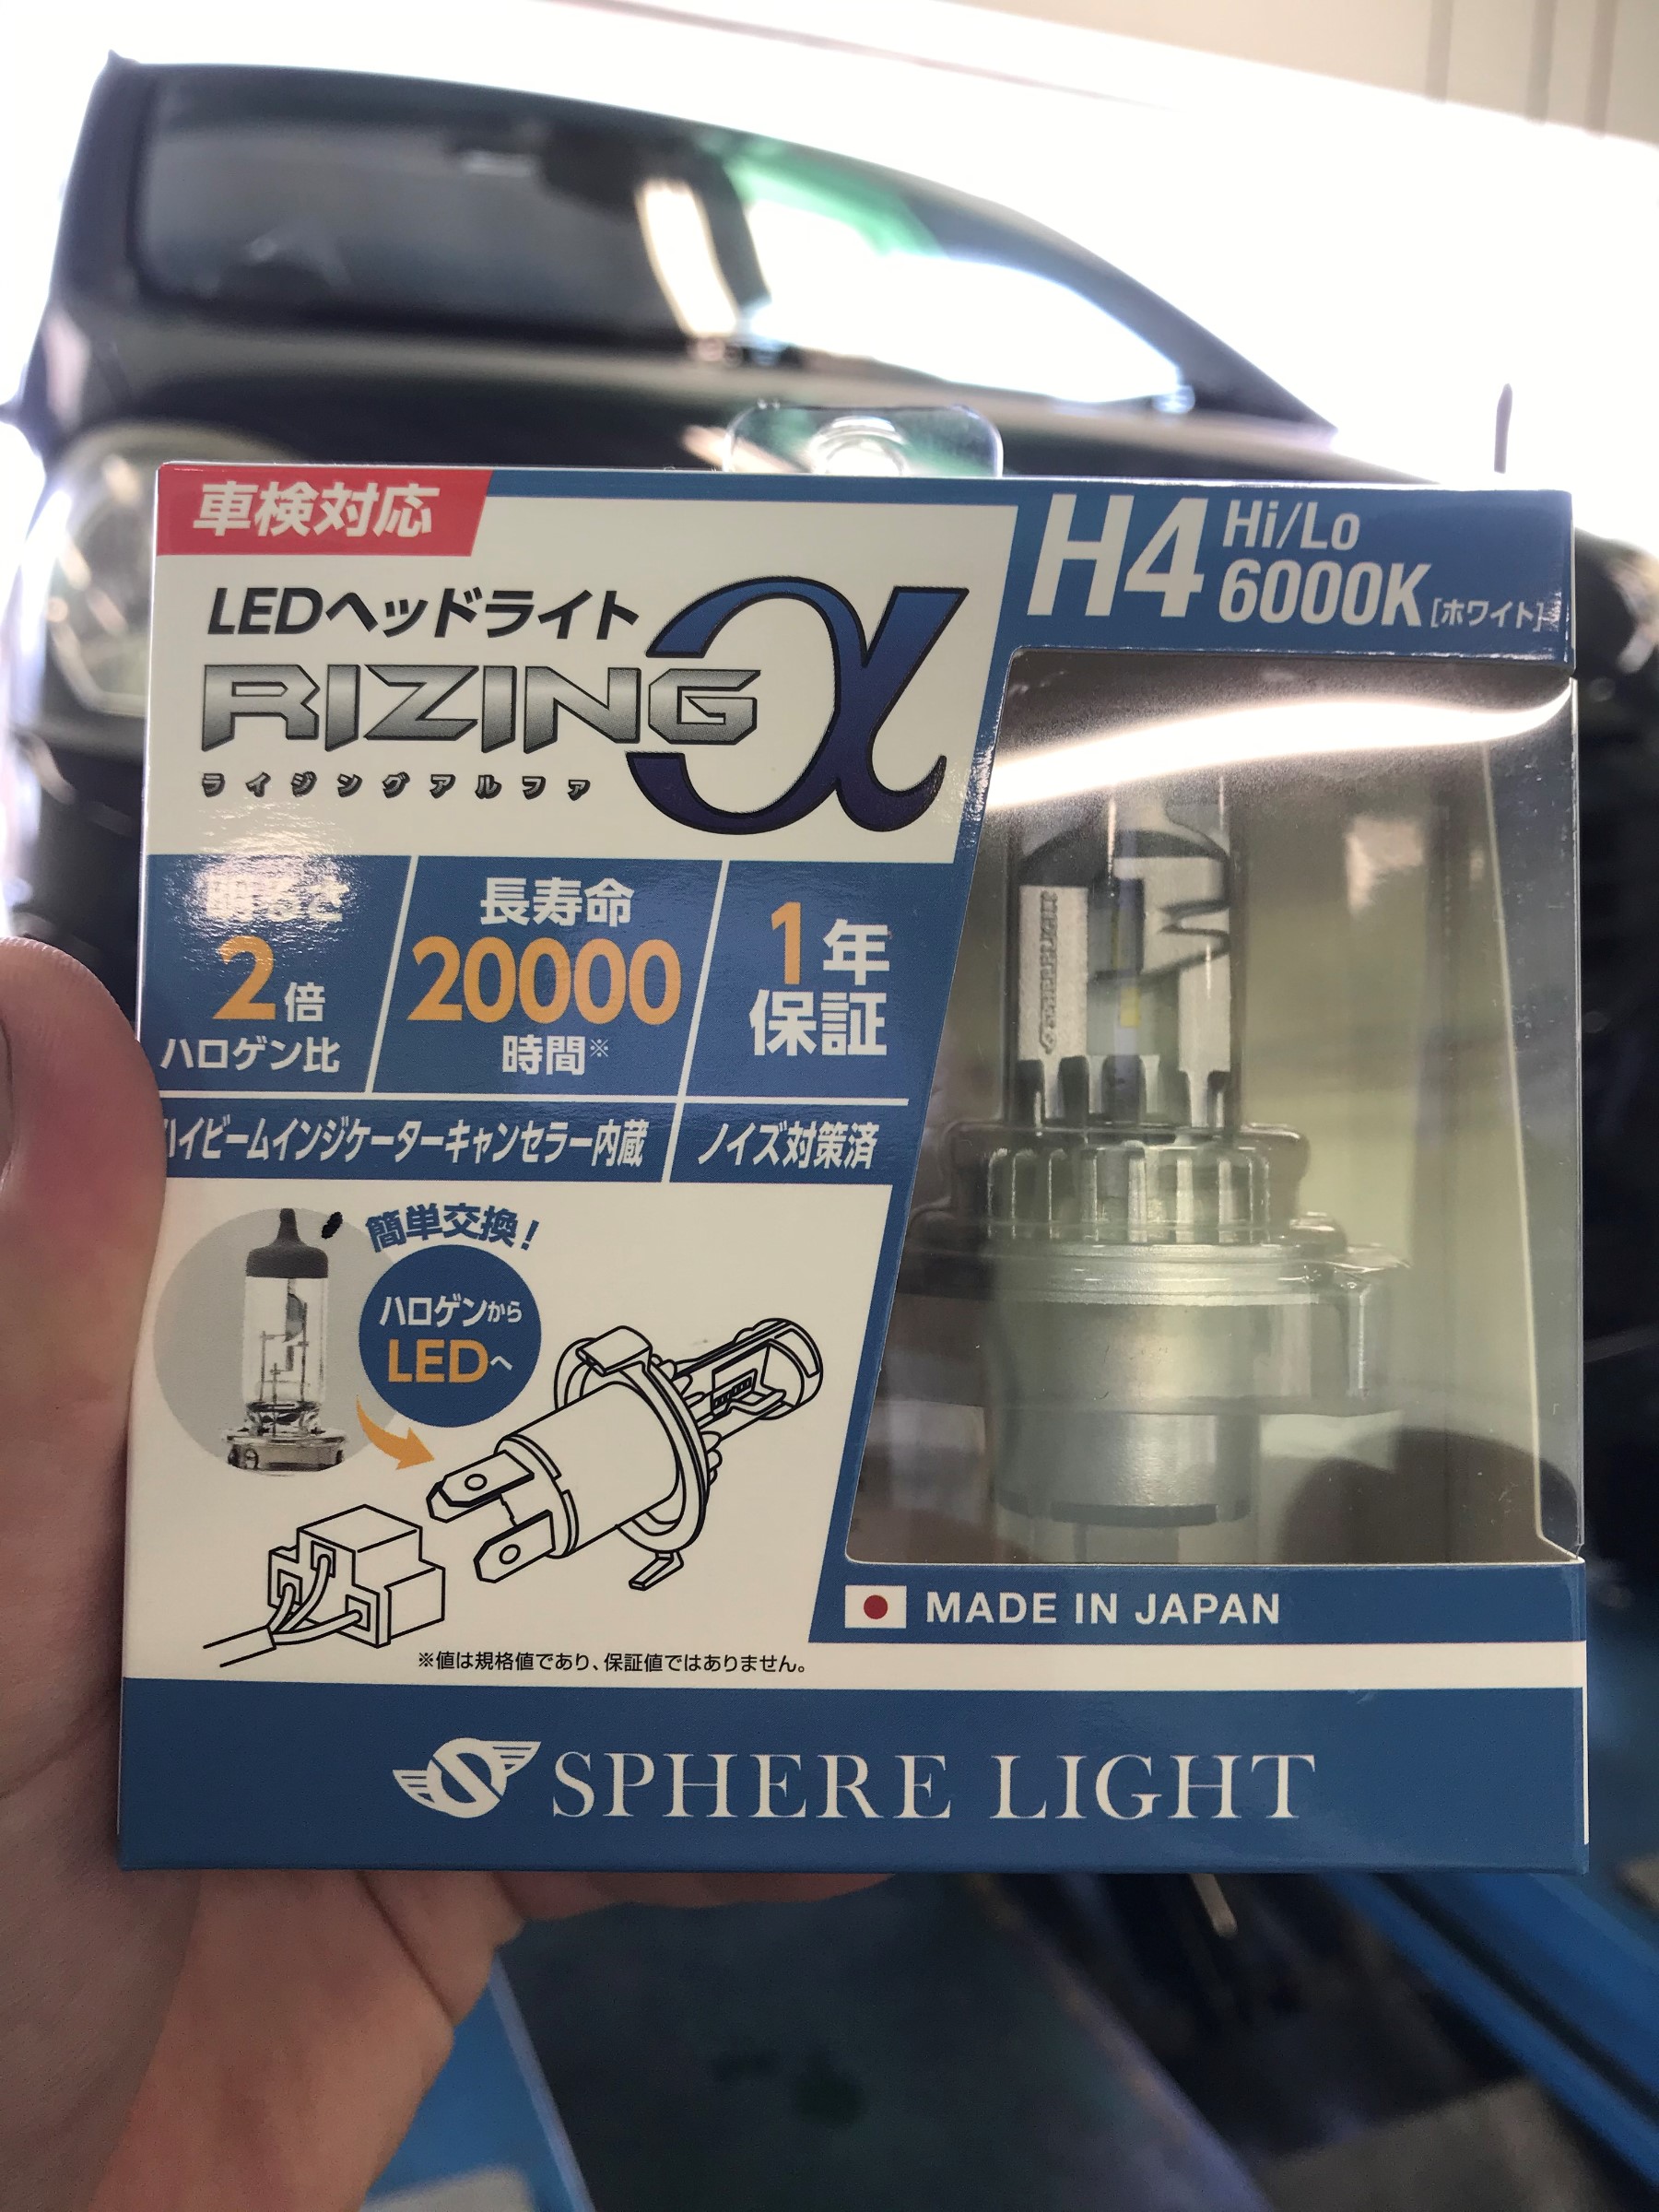 車検対応
LEDヘッドライト
RIZINGα
ライジングアルファ
H4 Hi/Lo
6000K [ホワイト]
明るさ
2倍
ハロゲン比
長寿命
20000
時間※
1年
保証
ハイビームインジケーターキャンセラー内蔵
ノイズ対策済
簡単交換!
ハロゲンから
LEDへ
MADE IN JAPAN
※値は規格値であり、保証値ではありません。
SPHERE LIGHT